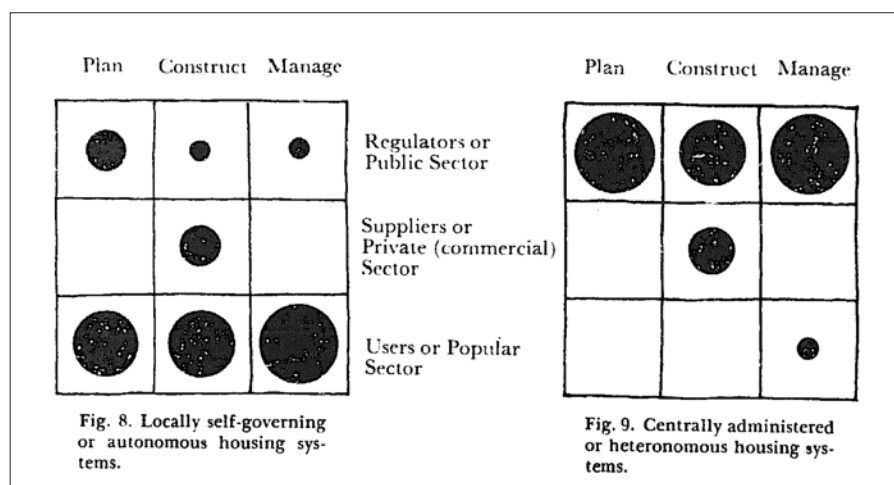 Plan Construct Manage
Plan Construct Manage
Regulators or
Public Sector
Suppliers or
Private (commercial)
Sector
Users or Popular
Sector
Fig. 8. Locally self-governing
or autonomous housing sys-
tems.
Fig. 9. Centrally administered
or heteronomous housing sys-
tems.